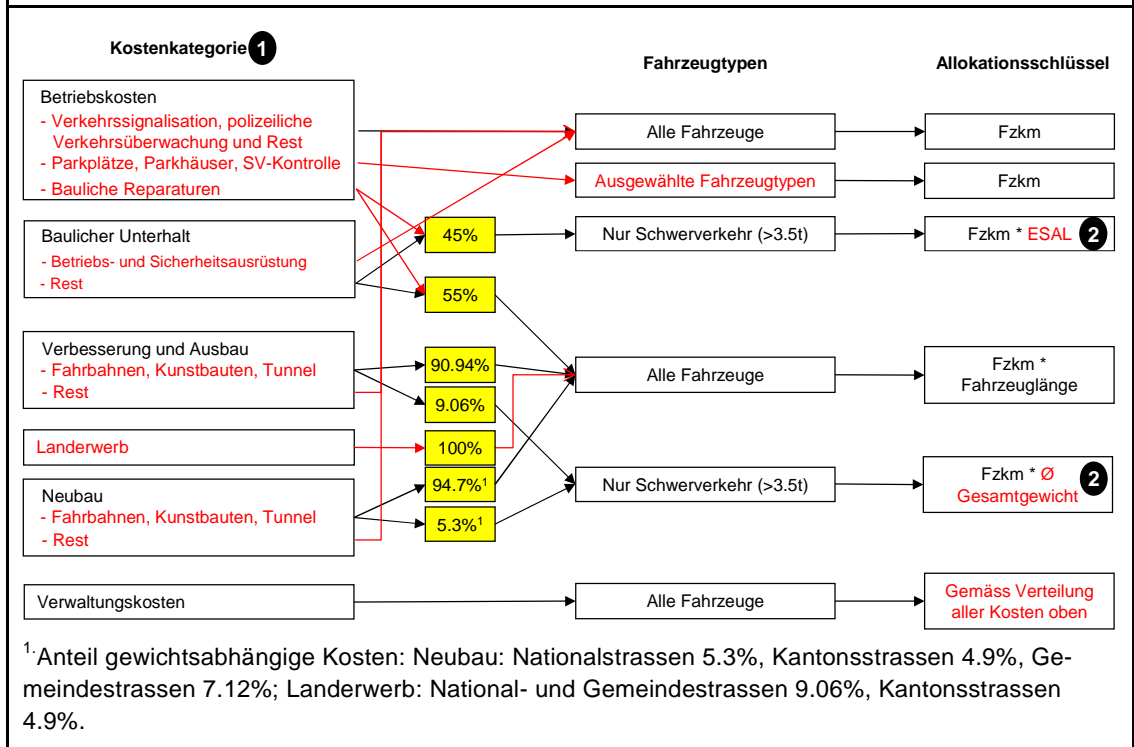 Kostenkategorie 1
Fahrzeugtypen
Allokationsschlüssel
Betriebskosten
- Verkehrssignalisation, polizeiliche
Verkehrsüberwachung und Rest
- Parkplätze, Parkhäuser, SV-Kontrolle
- Bauliche Reparaturen
Alle Fahrzeuge
Fzkm
Ausgewählte Fahrzeugtypen
Fzkm
Baulicher Unterhalt
- Betriebs- und Sicherheitsausrüstung
- Rest
45%
Nur Schwerverkehr (>3.5t)
Fzkm * ESAL 2
55%
Verbesserung und Ausbau
- Fahrbahnen, Kunstbauten, Tunnel
- Rest
90.94%
9.06%
Alle Fahrzeuge
Fzkm *
Fahrzeuglänge
Landerwerb
100%
Neubau
- Fahrbahnen, Kunstbauten, Tunnel
- Rest
94.7%1
5.3%1
Nur Schwerverkehr (>3.5t)
Fzkm * Ø
Gesamtgewicht
2
Verwaltungskosten
Alle Fahrzeuge
Gemäss Verteilung
aller Kosten oben
1. Anteil gewichtsabhängige Kosten: Neubau: Nationalstrassen 5.3%, Kantonsstrassen 4.9%, Ge-
meindestrassen 7.12%; Landerwerb: National- und Gemeindestrassen 9.06%, Kantonsstrassen
4.9%.